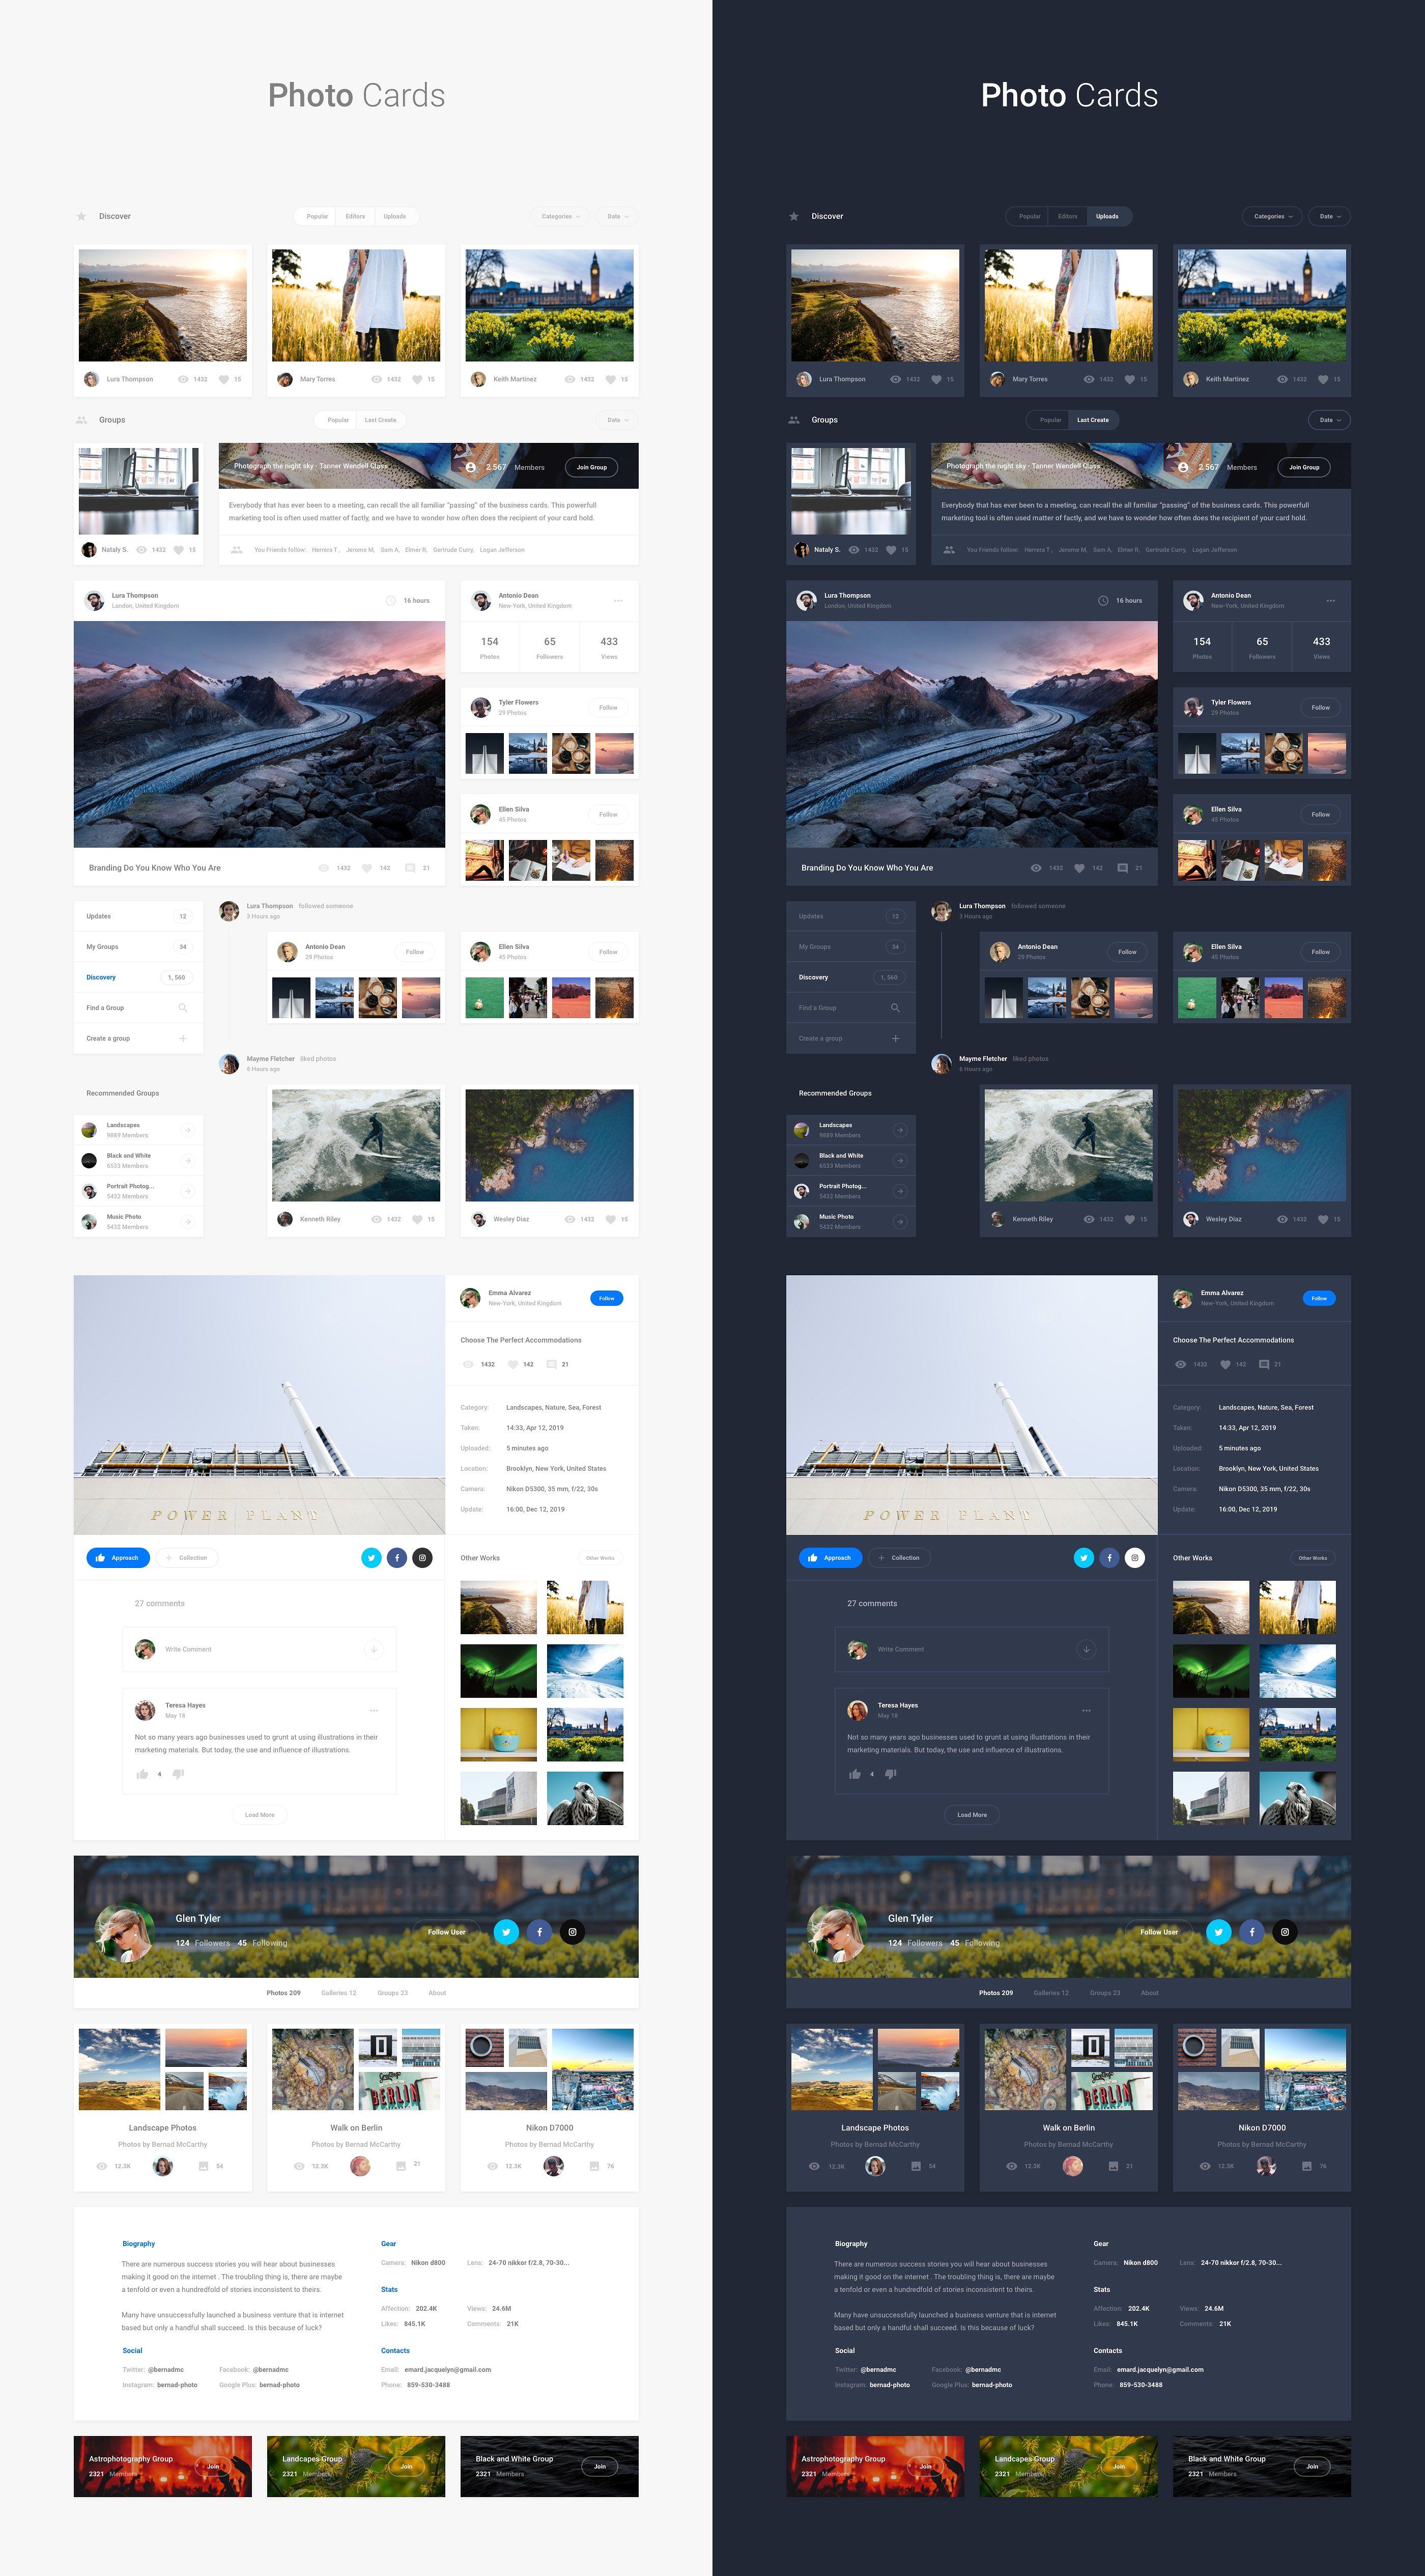 Photo Cards
Discover
Popular Editors Uploads
Categories Date
Lura Thompson 1432 15
Mary Torres 1432 15
Keith Martinez 1432 15
Groups
Popular Last Create
Date
Nataly S. 1432 15
Photograph the night sky - Tanner Wendell Class
2 567 Members
Join Group
Everybody that has ever been to a meeting, can recall the all familiar "passing" of the business cards. This powerfull
marketing tool is often used matter of factly, and we have to wonder how often does the recipient of your card hold.
You Friends follow: Herrera T , Jerome M, Sam A, Elmer R, Gertrude Curry, Logan Jefferson
Lura Thompson
London, United Kingdom
16 hours
Branding Do You Know Who You Are
1432 142 21
Antonio Dean
New-York, United Kingdom
154 65 433
Photos Followers Views
Tyler Flowers
29 Photos
Follow
Ellen Silva
45 Photos
Follow
Updates 12
My Groups 34
Discovery 1, 560
Find a Group
Create a group
Lura Thompson followed someone
3 Hours ago
Antonio Dean
29 Photos
Follow
Ellen Silva
45 Photos
Follow
Mayme Fletcher liked photos
6 Hours ago
Kenneth Riley 1432 15
Wesley Diaz 1432 15
Recommended Groups
Landscapes
9889 Members
Black and White
6533 Members
Portrait Photog...
5432 Members
Music Photo
5432 Members
POWER PLANT
Emma Alvarez
New-York, United Kingdom
Follow
Choose The Perfect Accommodations
1432 142 21
Category: Landscapes, Nature, Sea, Forest
Taken: 14:33, Apr 12, 2019
Uploaded: 5 minutes ago
Location: Brooklyn, New York, United States
Camera: Nikon D5300, 35 mm, f/22, 30s
Update: 16:00, Dec 12, 2019
Approach
Collection
27 comments
Write Comment
Teresa Hayes
May 18
Not so many years ago businesses used to grunt at using illustrations in their
marketing materials. But today, the use and influence of illustrations.
4
Load More
Other Works
Other Works
Glen Tyler
124 Followers 45 Following
Follow User
Photos 209 Galleries 12 Groups 23 About
Landscape Photos
Photos by Bernad McCarthy
12.3K 54
BERLIN
Walk on Berlin
Photos by Bernad McCarthy
12.3K 21
Nikon D7000
Photos by Bernad McCarthy
12.3K 76
Biography
There are numerous success stories you will hear about businesses
making it good on the internet . The troubling thing is, there are maybe
a tenfold or even a hundredfold of stories inconsistent to theirs.
Many have unsuccessfully launched a business venture that is internet
based but only a handful shall succeed. Is this because of luck?
Social
Twitter: @bernadmc Facebook: @bernadmc
Instagram: bernad-photo Google Plus: bernad-photo
Gear
Camera: Nikon d800 Lens: 24-70 nikkor f/2.8, 70-30...
Stats
Affection: 202.4K Views: 24.6M
Likes: 845.1K Comments: 21K
Contacts
Email: emard.jacquelyn@gmail.com
Phone: 859-530-3488
Astrophotography Group
2321 Members
Join
Landcapes Group
2321 Members
Join
Black and White Group
2321 Members
Join
Photo Cards
Discover
Popular Editors Uploads
Categories Date
Lura Thompson 1432 15
Mary Torres 1432 15
Keith Martinez 1432 15
Groups
Popular Last Create
Date
Nataly S. 1432 15
Photograph the night sky - Tanner Wendell Class
2 567 Members
Join Group
Everybody that has ever been to a meeting, can recall the all familiar "passing" of the business cards. This powerfull
marketing tool is often used matter of factly, and we have to wonder how often does the recipient of your card hold.
You Friends follow: Herrera T , Jerome M, Sam A, Elmer R, Gertrude Curry, Logan Jefferson
Lura Thompson
London, United Kingdom
16 hours
Branding Do You Know Who You Are
1432 142 21
Antonio Dean
New-York, United Kingdom
154 65 433
Photos Followers Views
Tyler Flowers
29 Photos
Follow
Ellen Silva
45 Photos
Follow
Updates 12
My Groups 34
Discovery 1, 560
Find a Group
Create a group
Lura Thompson followed someone
3 Hours ago
Antonio Dean
29 Photos
Follow
Ellen Silva
45 Photos
Follow
Mayme Fletcher liked photos
6 Hours ago
Kenneth Riley 1432 15
Wesley Diaz 1432 15
Recommended Groups
Landscapes
9889 Members
Black and White
6533 Members
Portrait Photog...
5432 Members
Music Photo
5432 Members
POWER PLANT
Emma Alvarez
New-York, United Kingdom
Follow
Choose The Perfect Accommodations
1432 142 21
Category: Landscapes, Nature, Sea, Forest
Taken: 14:33, Apr 12, 2019
Uploaded: 5 minutes ago
Location: Brooklyn, New York, United States
Camera: Nikon D5300, 35 mm, f/22, 30s
Update: 16:00, Dec 12, 2019
Approach
Collection
27 comments
Write Comment
Teresa Hayes
May 18
Not so many years ago businesses used to grunt at using illustrations in their
marketing materials. But today, the use and influence of illustrations.
4
Load More
Other Works
Other Works
Glen Tyler
124 Followers 45 Following
Follow User
Photos 209 Galleries 12 Groups 23 About
Landscape Photos
Photos by Bernad McCarthy
12.3K 54
BERLIN
Walk on Berlin
Photos by Bernad McCarthy
12.3K 21
Nikon D7000
Photos by Bernad McCarthy
12.3K 76
Biography
There are numerous success stories you will hear about businesses
making it good on the internet . The troubling thing is, there are maybe
a tenfold or even a hundredfold of stories inconsistent to theirs.
Many have unsuccessfully launched a business venture that is internet
based but only a handful shall succeed. Is this because of luck?
Social
Twitter: @bernadmc Facebook: @bernadmc
Instagram: bernad-photo Google Plus: bernad-photo
Gear
Camera: Nikon d800 Lens: 24-70 nikkor f/2.8, 70-30...
Stats
Affection: 202.4K Views: 24.6M
Likes: 845.1K Comments: 21K
Contacts
Email: emard.jacquelyn@gmail.com
Phone: 859-530-3488
Astrophotography Group
2321 Members
Join
Landcapes Group
2321 Members
Join
Black and White Group
2321 Members
Join